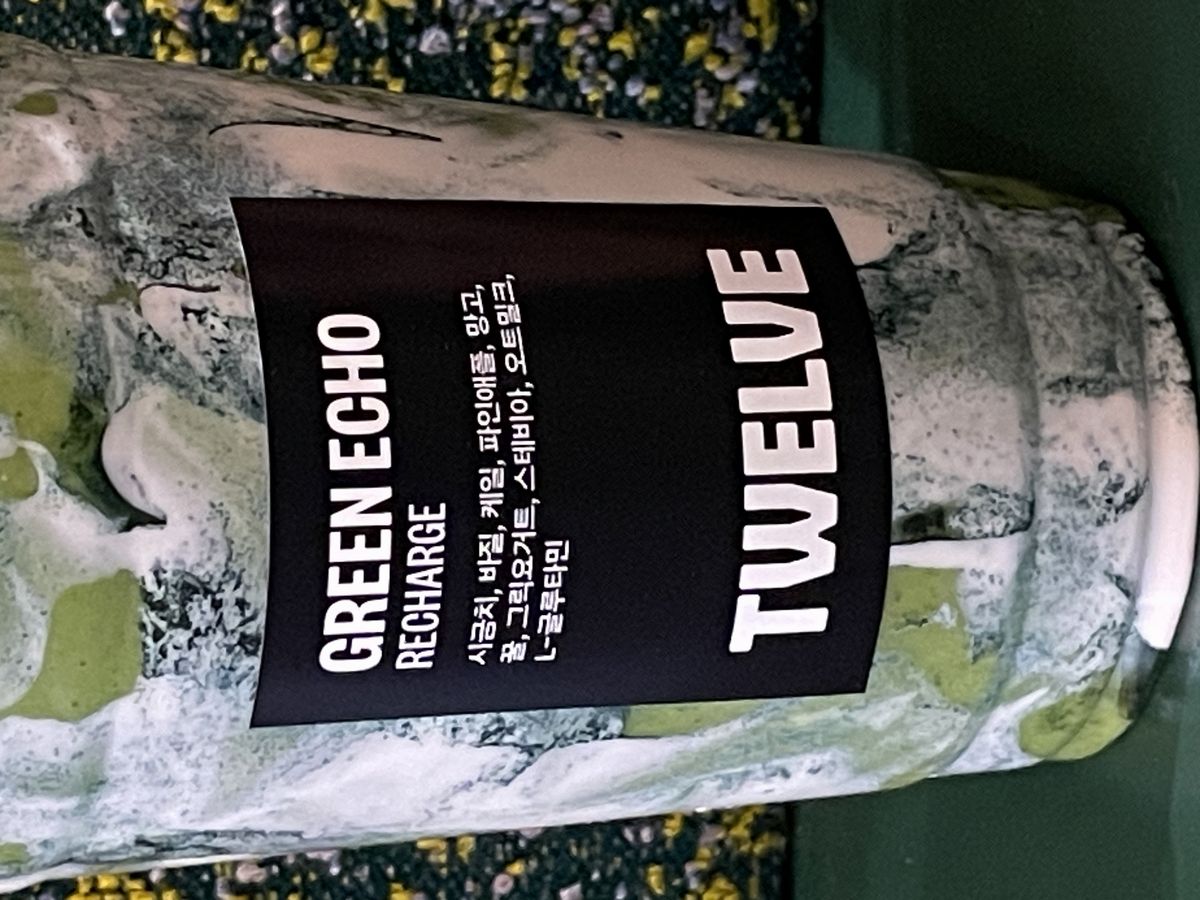 GREEN ECHO
RECHARGE
시금치, 바질, 케일, 파인애플, 망고,
꿀, 그릭요거트, 스테비아, 오트밀크,
L-글루타민
TWELVE